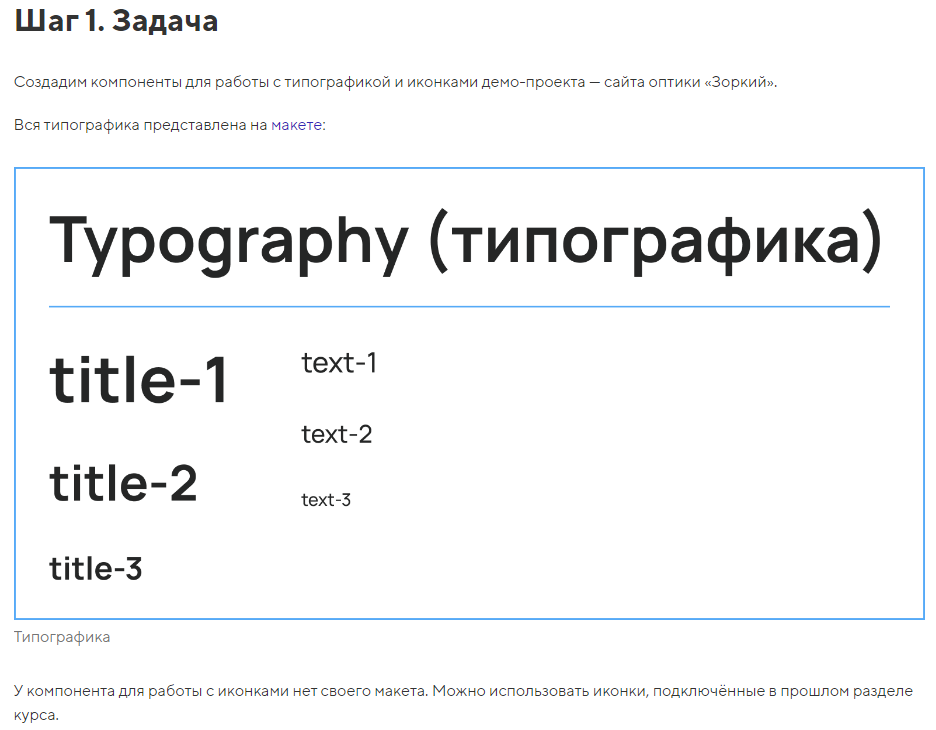 Шаг 1. Задача
Создадим компоненты для работы с типографикой и иконками демо-проекта — сайта оптики «Зоркий».
Вся типографика представлена на макете:
Typography (типографика)
title-1
title-2
title-3
text-1
text-2
text-3
Типографика
У компонента для работы с иконками нет своего макета. Можно использовать иконки, подключённые в прошлом разделе
курса.